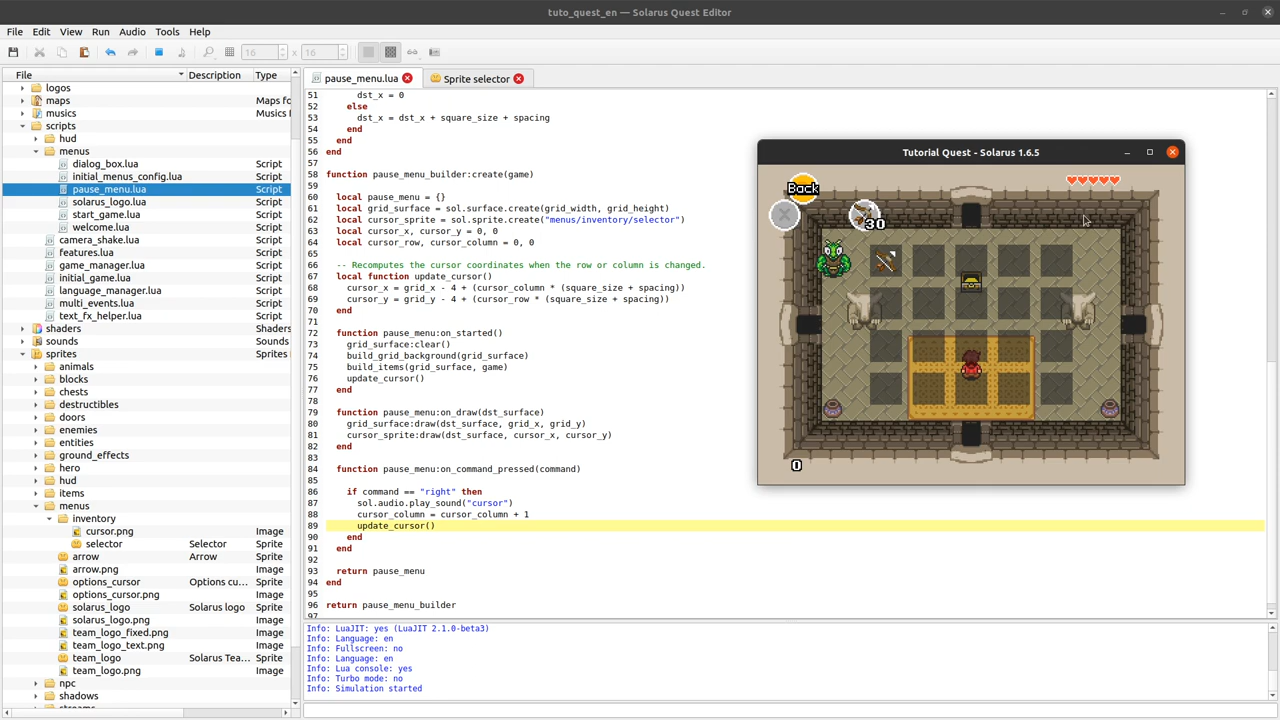 tuto_quest_en — Solarus Quest Editor
File Edit View Run Audio Tools Help
16 x 16
File Description Type
logos
maps Maps fo
musics Musics f
scripts
hud
menus
dialog_box.lua Script
initial_menus_config.lua Script
pause_menu.lua Script
solarus_logo.lua Script
start_game.lua Script
welcome.lua Script
camera_shake.lua Script
features.lua Script
game_manager.lua Script
initial_game.lua Script
language_manager.lua Script
multi_events.lua Script
text_fx_helper.lua Script
shaders Shaders
sounds Sounds
sprites Sprites f
animals
blocks
chests
destructibles
doors
enemies
entities
ground_effects
hero
hud
items
menus
inventory
cursor.png Image
selector Selector Sprite
arrow Arrow Sprite
arrow.png Image
options_cursor Options cu... Sprite
options_cursor.png Image
solarus_logo Solarus logo Sprite
solarus_logo.png Image
team_logo_fixed.png Image
team_logo_text.png Image
team_logo Solarus Tea... Sprite
team_logo.png Image
npc
shadows
pause_menu.lua Sprite selector
51 dst_x = 0
52 else
53 dst_x = dst_x + square_size + spacing
54 end
55 end
56 end
57
58 function pause_menu_builder:create(game)
59
60 local pause_menu = {}
61 local grid_surface = sol.surface.create(grid_width, grid_height)
62 local cursor_sprite = sol.sprite.create("menus/inventory/selector")
63 local cursor_x, cursor_y = 0, 0
64 local cursor_row, cursor_column = 0, 0
65
66 -- Recomputes the cursor coordinates when the row or column is changed.
67 local function update_cursor()
68 cursor_x = grid_x - 4 + (cursor_column * (square_size + spacing))
69 cursor_y = grid_y - 4 + (cursor_row * (square_size + spacing))
70 end
71
72 function pause_menu:on_started()
73 grid_surface:clear()
74 build_grid_background(grid_surface)
75 build_items(grid_surface, game)
76 update_cursor()
77 end
78
79 function pause_menu:on_draw(dst_surface)
80 grid_surface:draw(dst_surface, grid_x, grid_y)
81 cursor_sprite:draw(dst_surface, cursor_x, cursor_y)
82 end
83
84 function pause_menu:on_command_pressed(command)
85
86 if command == "right" then
87 sol.audio.play_sound("cursor")
88 cursor_column = cursor_column + 1
89 update_cursor()
90 end
91 end
92
93 return pause_menu
94 end
95
96 return pause_menu_builder
97
Tutorial Quest - Solarus 1.6.5
Back
30
0
Info: LuaJIT: yes (LuaJIT 2.1.0-beta3)
Info: Language: en
Info: Fullscreen: no
Info: Language: en
Info: Lua console: yes
Info: Turbo mode: no
Info: Simulation started